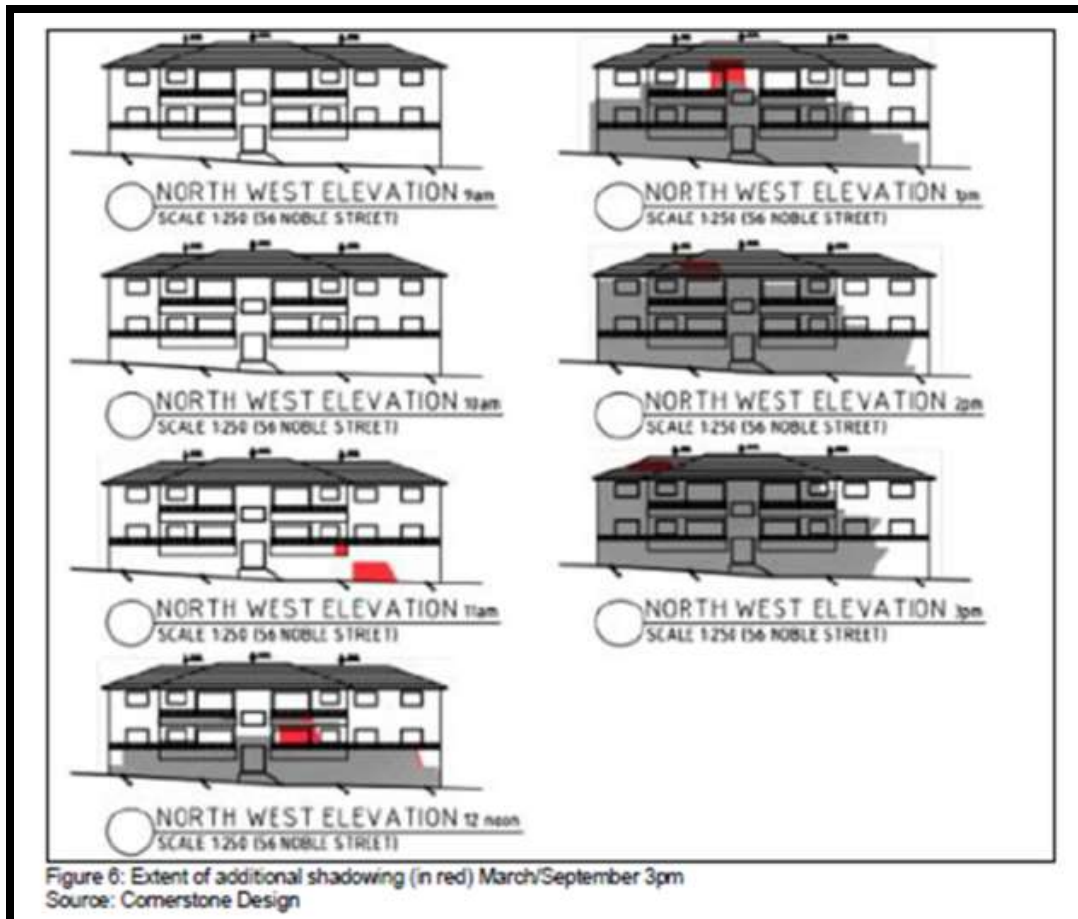 NORTH WEST ELEVATION 9am
SCALE 1:250 (56 NOBLE STREET)
NORTH WEST ELEVATION 10am
SCALE 1:250 (56 NOBLE STREET)
NORTH WEST ELEVATION 11am
SCALE 1:250 (56 NOBLE STREET)
NORTH WEST ELEVATION 12 noon
SCALE 1:250 (56 NOBLE STREET)
NORTH WEST ELEVATION 1pm
SCALE 1:250 (56 NOBLE STREET)
NORTH WEST ELEVATION 2pm
SCALE 1:250 (56 NOBLE STREET)
NORTH WEST ELEVATION 3pm
SCALE 1:250 (56 NOBLE STREET)
Figure 6: Extent of additional shadowing (in red) March/September 3pm
Source: Cornerstone Design